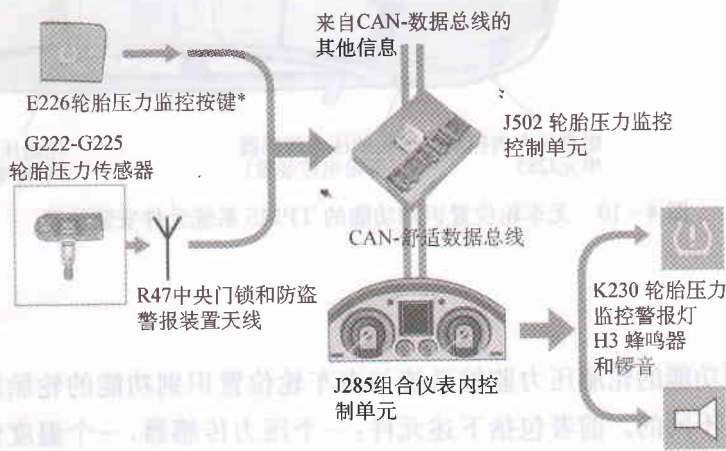 来自CAN-数据总线的
其他信息
E226轮胎压力监控按键*
G222-G225
轮胎压力传感器
J502 轮胎压力监控
控制单元
CAN-舒适数据总线
R47中央门锁和防盗
警报装置天线
J285组合仪表内控
制单元
K230 轮胎压力
监控警报灯
H3 蜂鸣器
和锣音